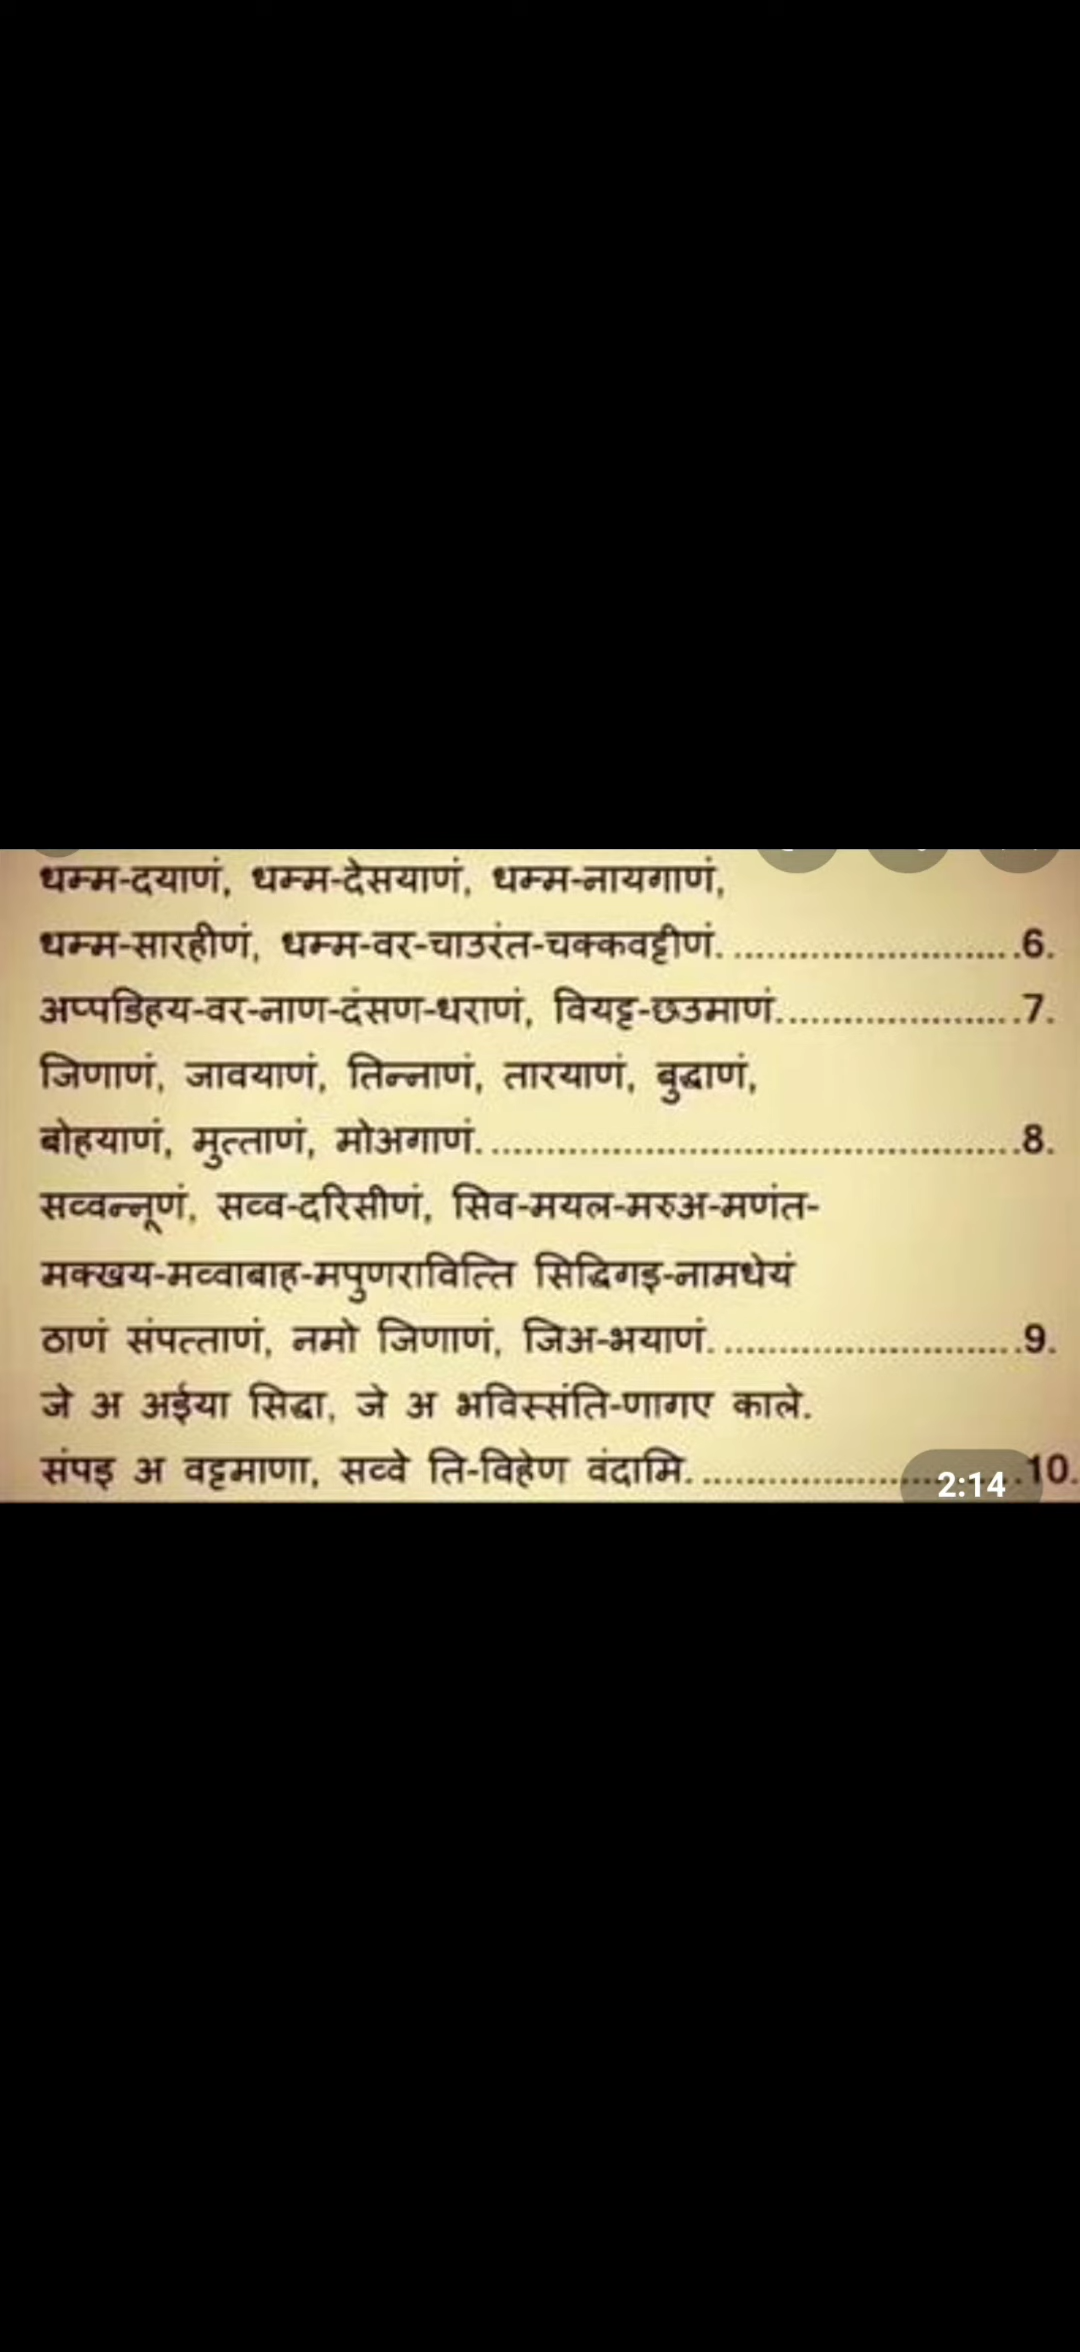 धम्म-दयाणं, धम्म-देसयाणं, धम्म-नायगाणं,
धम्म-सारहीणं, धम्म-वर-चाउरंत-चक्कवट्टीणं...........................6.
अप्पडिहय-वर-नाण-दंसण-धराणं, वियट्ट-छउमाणं.......................7.
जिणाणं, जावयाणं, तिन्नाणं, तारयाणं, बुद्धाणं,
बोहयाणं, मुत्ताणं, मोअगाणं..................................................8.
सव्वन्नूणं, सव्व-दरिसीणं, सिव-मयल-मरुअ-मणंत-
मक्खय-मव्वाबाह-मपुणरावित्ति सिद्धिगइ-नामधेयं
ठाणं संपत्ताणं, नमो जिणाणं, जिअ-भयाणं............................9.
जे अ अईया सिद्धा, जे अ भविस्संति-णागए काले.
संपइ अ वट्टमाणा, सव्वे ति-विहेण वंदामि..............................10.
2:14